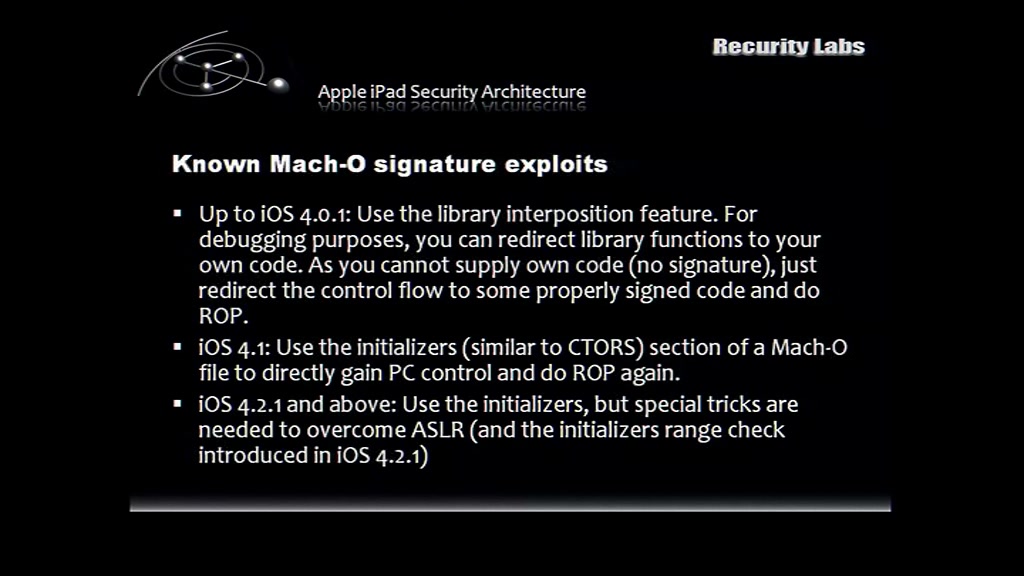 Recurity Labs
Apple iPad Security Architecture
Known Mach-O signature exploits
▪ Up to iOS 4.0.1: Use the library interposition feature. For
debugging purposes, you can redirect library functions to your
own code. As you cannot supply own code (no signature), just
redirect the control flow to some properly signed code and do
ROP.
▪ iOS 4.1: Use the initializers (similar to CTORS) section of a Mach-O
file to directly gain PC control and do ROP again.
▪ iOS 4.2.1 and above: Use the initializers, but special tricks are
needed to overcome ASLR (and the initializers range check
introduced in iOS 4.2.1)